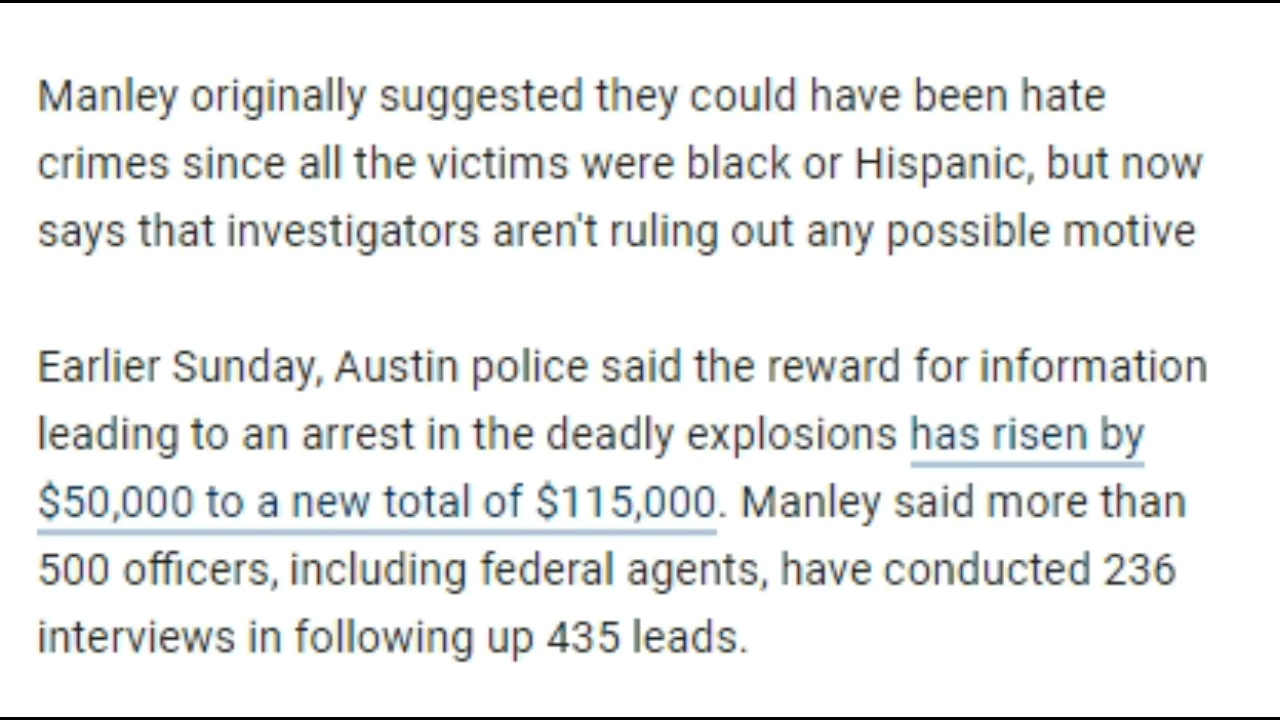 Manley originally suggested they could have been hate
crimes since all the victims were black or Hispanic, but now
says that investigators aren't ruling out any possible motive
Earlier Sunday, Austin police said the reward for information
leading to an arrest in the deadly explosions has risen by
$50,000 to a new total of $115,000. Manley said more than
500 officers, including federal agents, have conducted 236
interviews in following up 435 leads.